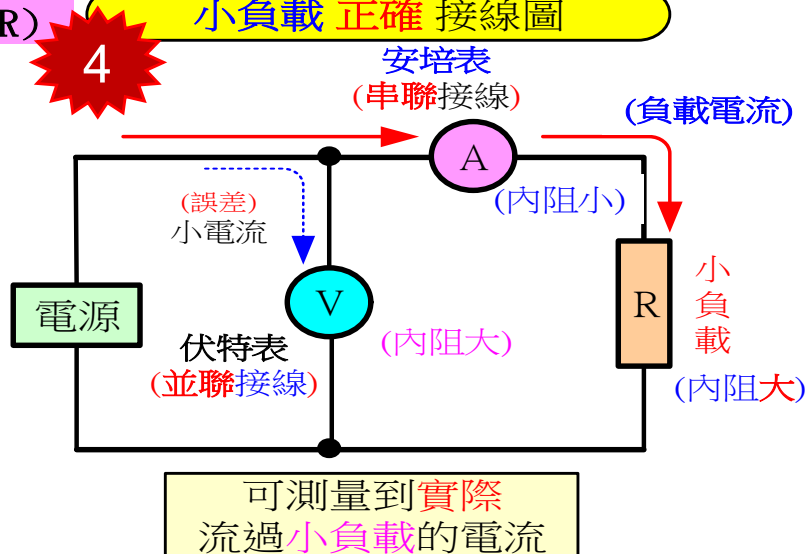 R)
小負載 正確 接線圖
4
安培表
(串聯接線)
(負載電流)
A
(內阻小)
(誤差)
小電流
電源
V
伏特表
(並聯接線)
(內阻大)
R
小
負
載
(內阻大)
可測量到實際
流過小負載的電流